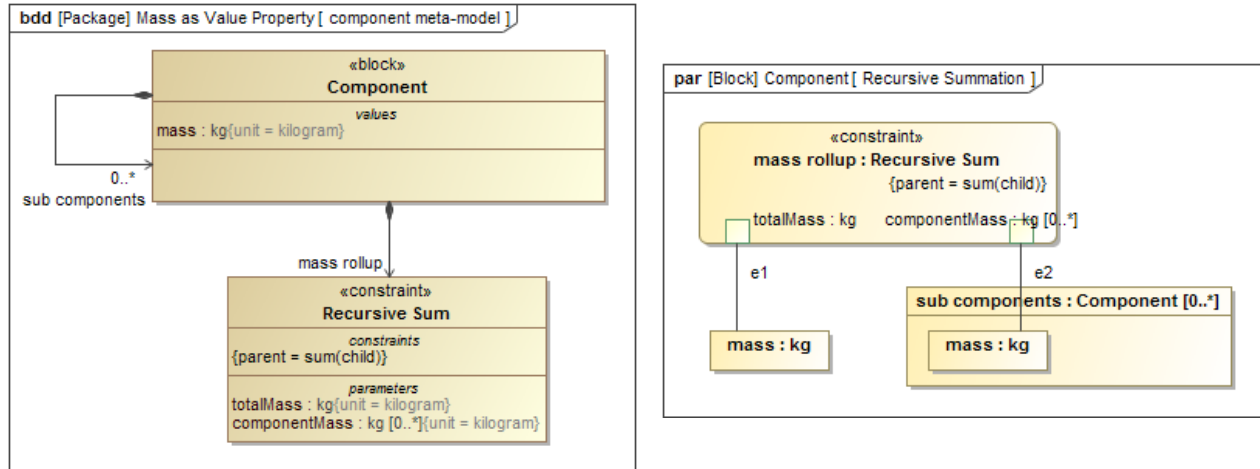 bdd [Package] Mass as Value Property [ component meta-model ]
«block»
Component
values
mass : kg{unit = kilogram}
0..*
sub components
mass rollup
«constraint»
Recursive Sum
constraints
{parent = sum(child)}
parameters
totalMass : kg{unit = kilogram}
componentMass : kg [0..*]{unit = kilogram}
par [Block] Component [ Recursive Summation ]
«constraint»
mass rollup : Recursive Sum
{parent = sum(child)}
totalMass : kg componentMass : kg [0..*]
e1
e2
sub components : Component [0..*]
mass : kg
mass : kg